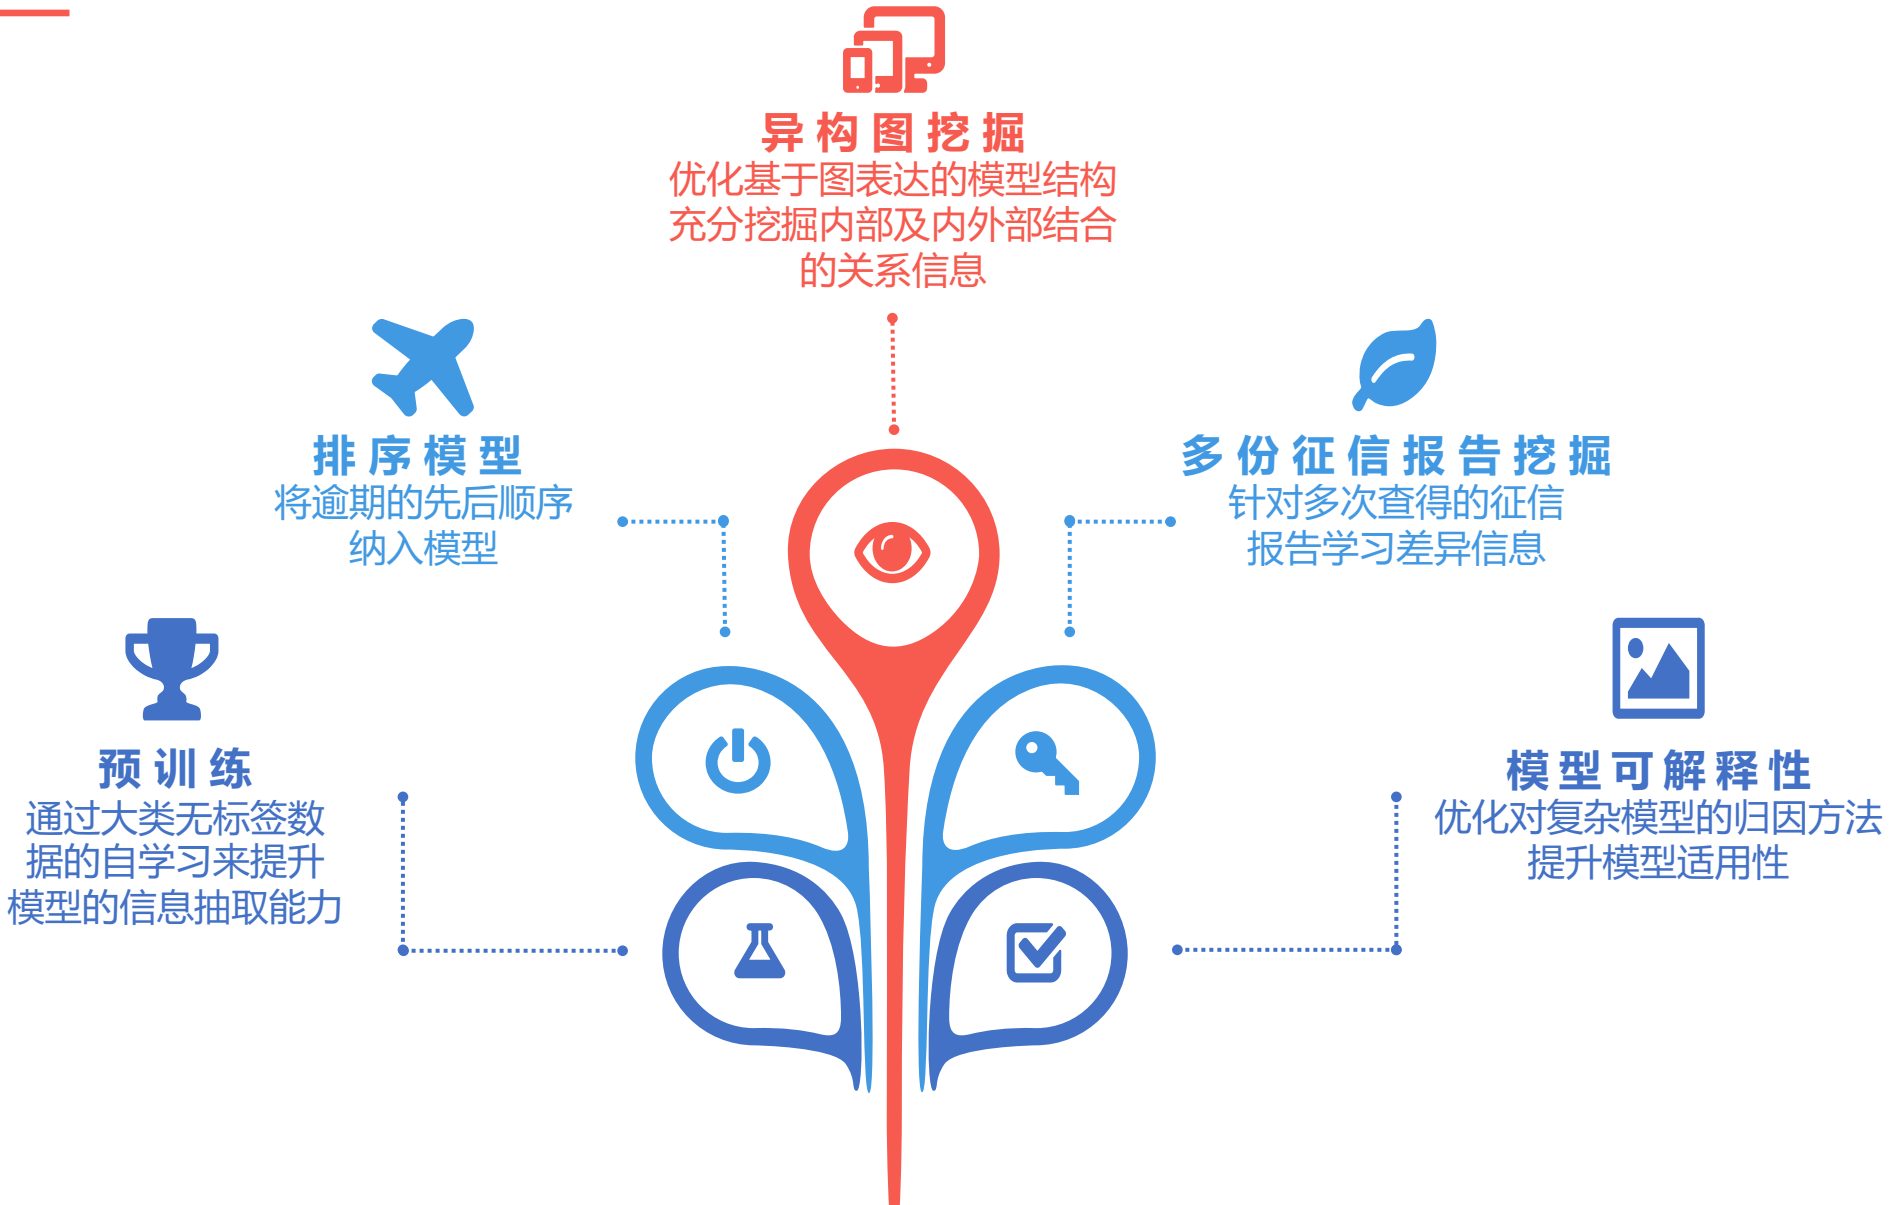 异构图挖掘
优化基于图表达的模型结构
充分挖掘内部及内外部结合
的关系信息
排序模型
将逾期的先后顺序
纳入模型
多份征信报告挖掘
针对多次查得的征信
报告学习差异信息
预训练
通过大类无标签数
据的自学习来提升
模型的信息抽取能力
模型可解释性
优化对复杂模型的归因方法
提升模型适用性